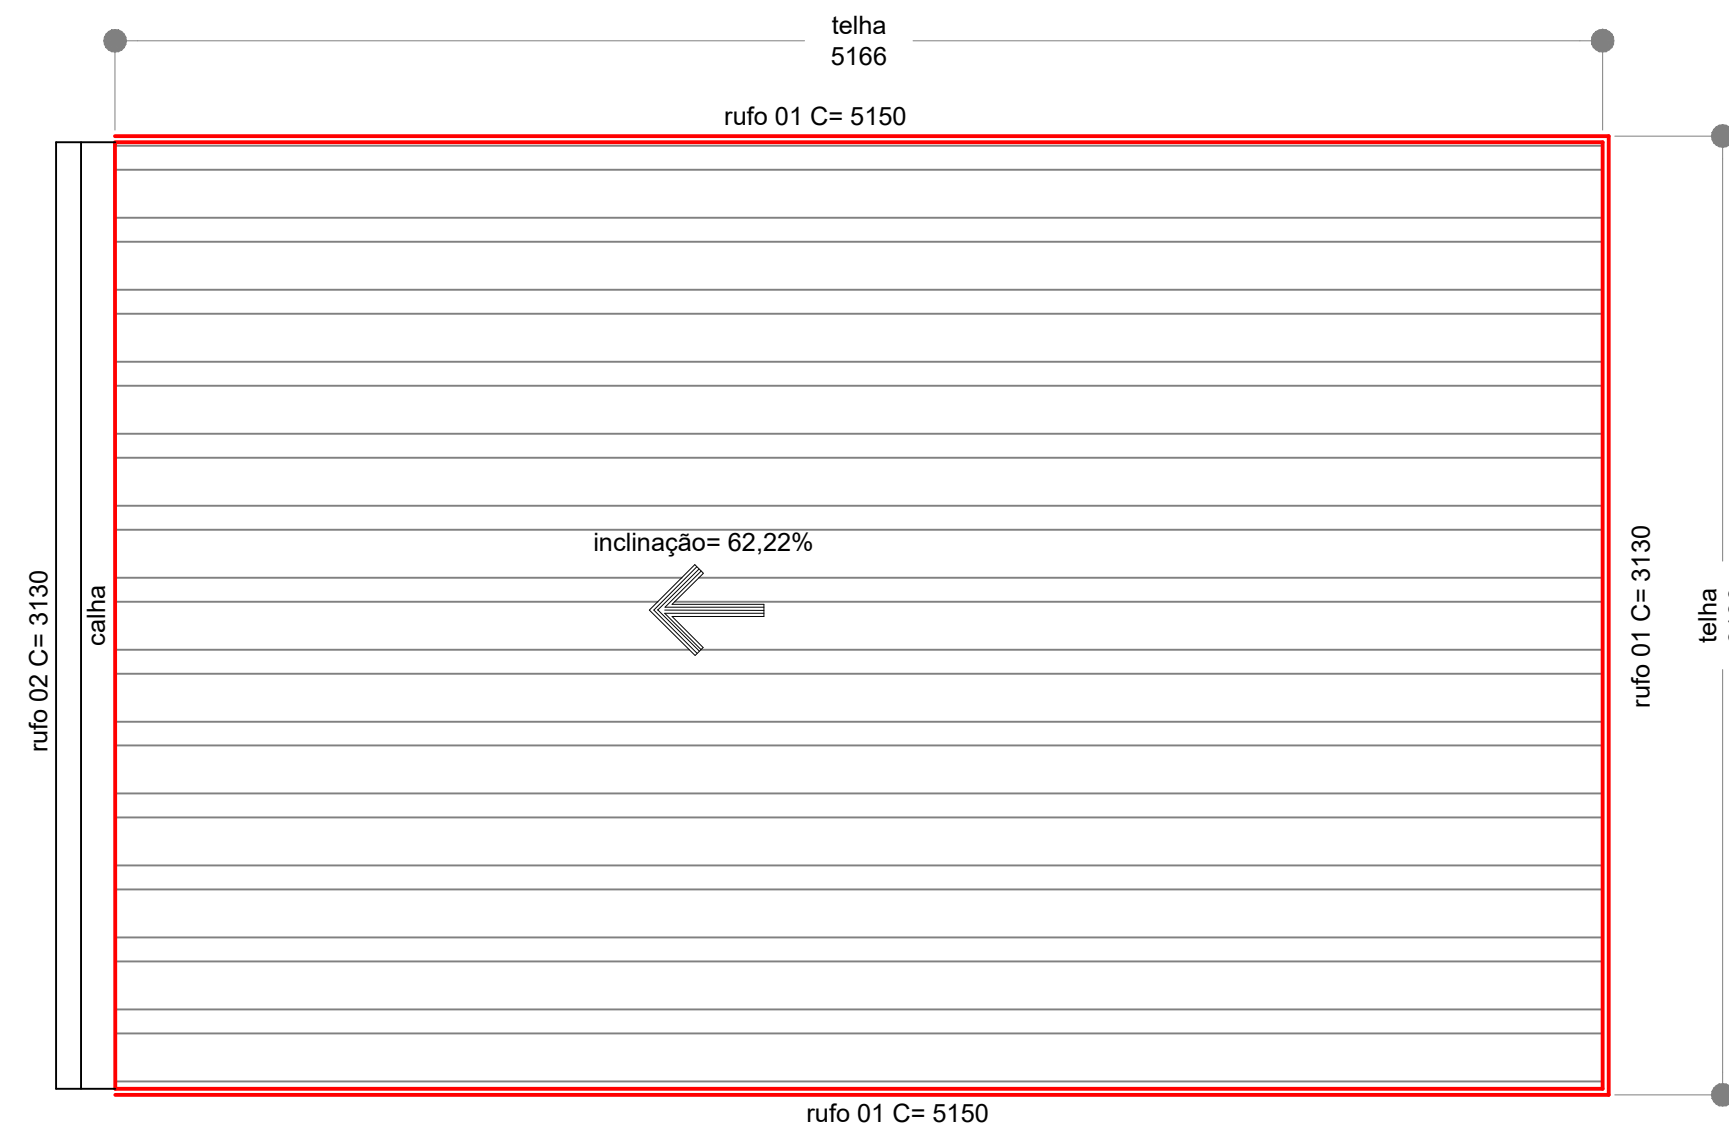 telha
5166
rufo 01 C= 5150
inclinação= 62,22%
rufo 02 C= 3130
calha
rufo 01 C= 3130
telha
rufo 01 C= 5150